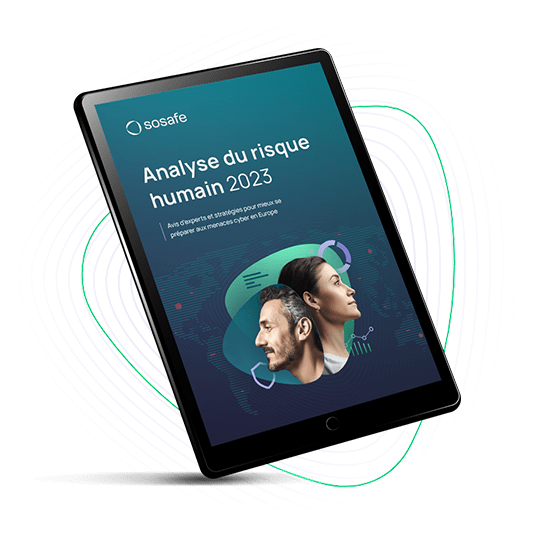 sosafe
Analyse du risque
humain 2023
Avis d'experts et stratégies pour mieux se
préparer aux menaces cyber en Europe